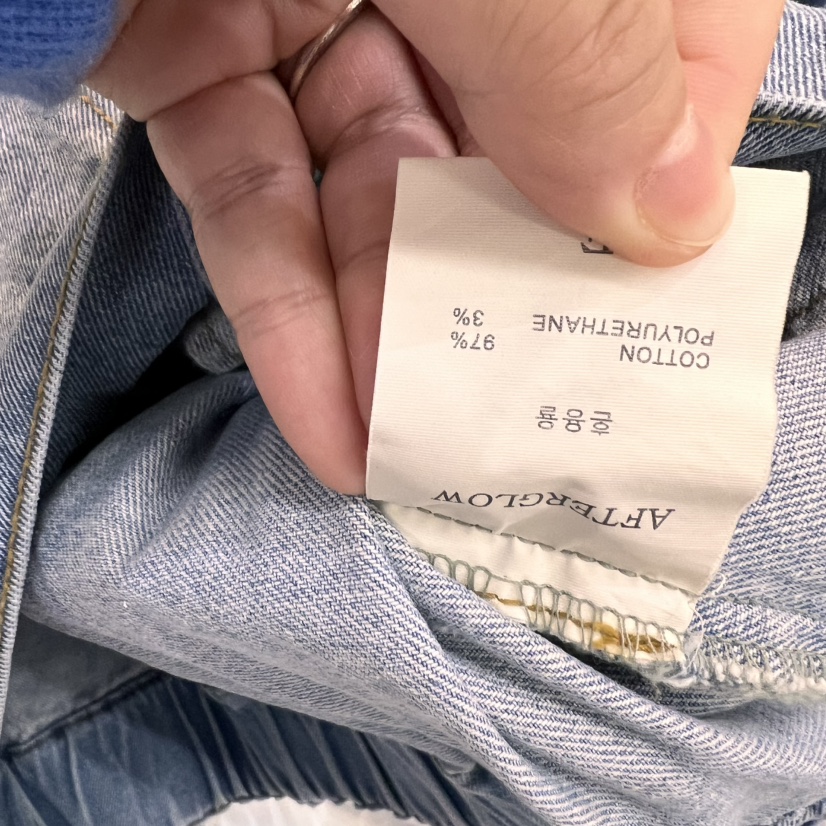 AFTERGLOW
혼용율
COTTON 97%
POLYURETHANE 3%